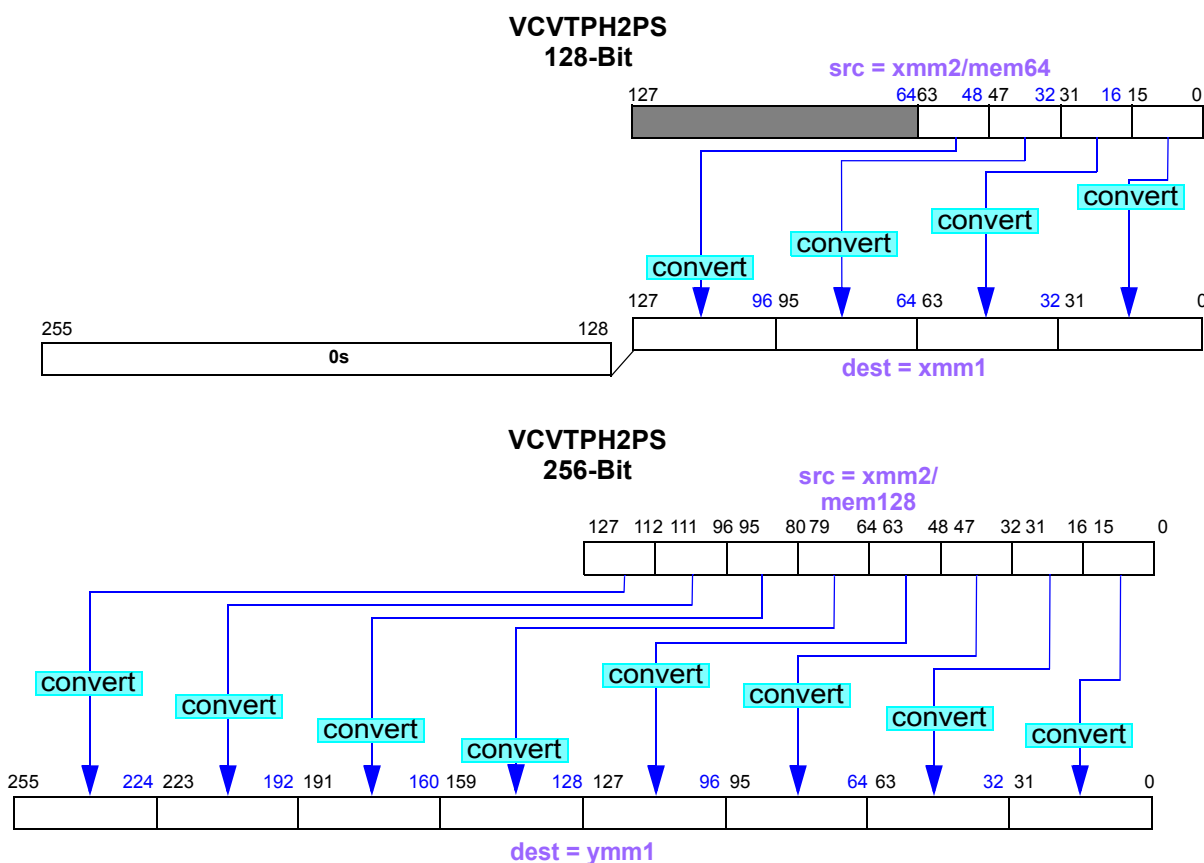 VCVTPH2PS
128-Bit
src = xmm2/mem64
127 64 63 48 47 32 31 16 15 0
convert
convert
convert
convert
127 96 95 64 63 32 31 0
255 128
0s
dest = xmm1
VCVTPH2PS
256-Bit
src = xmm2/
mem128
127 112 111 96 95 80 79 64 63 48 47 32 31 16 15 0
convert convert convert convert convert convert convert convert
255 224 223 192 191 160 159 128 127 96 95 64 63 32 31 0
dest = ymm1